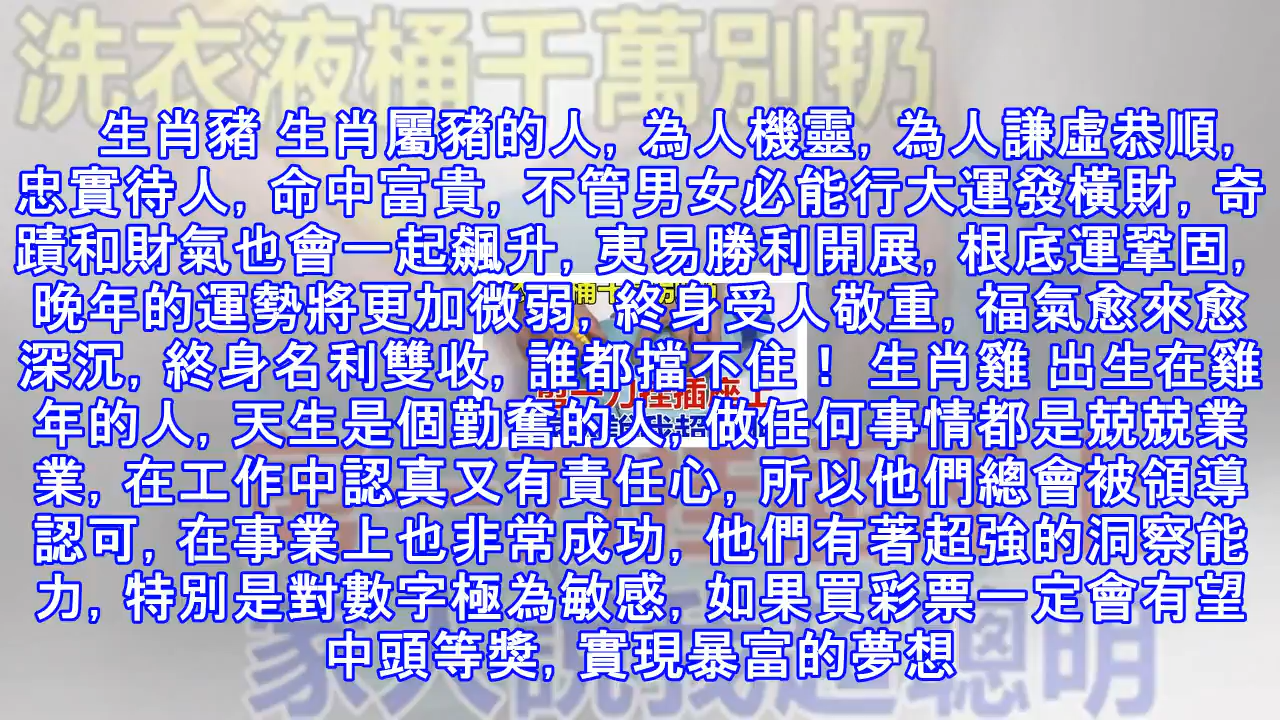 洗衣液桶千萬別扔
生肖豬 生肖屬豬的人, 為人機靈, 為人謙虛恭順,
忠實待人, 命中富貴, 不管男女必能行大運發橫財, 奇
蹟和財氣也會一起飆升, 夷易勝利開展, 根底運鞏固,
晚年的運勢將更加微弱, 終身受人敬重, 福氣愈來愈
深沉, 終身名利雙收, 誰都擋不住！ 生肖雞 出生在雞
年的人, 天生是個勤奮的人, 做任何事情都是兢兢業
業, 在工作中認真又有責任心, 所以他們總會被領導
認可, 在事業上也非常成功, 他們有著超強的洞察能
力, 特別是對數字極為敏感, 如果買彩票一定會有望
中頭等獎, 實現暴富的夢想
家人說我超聰明